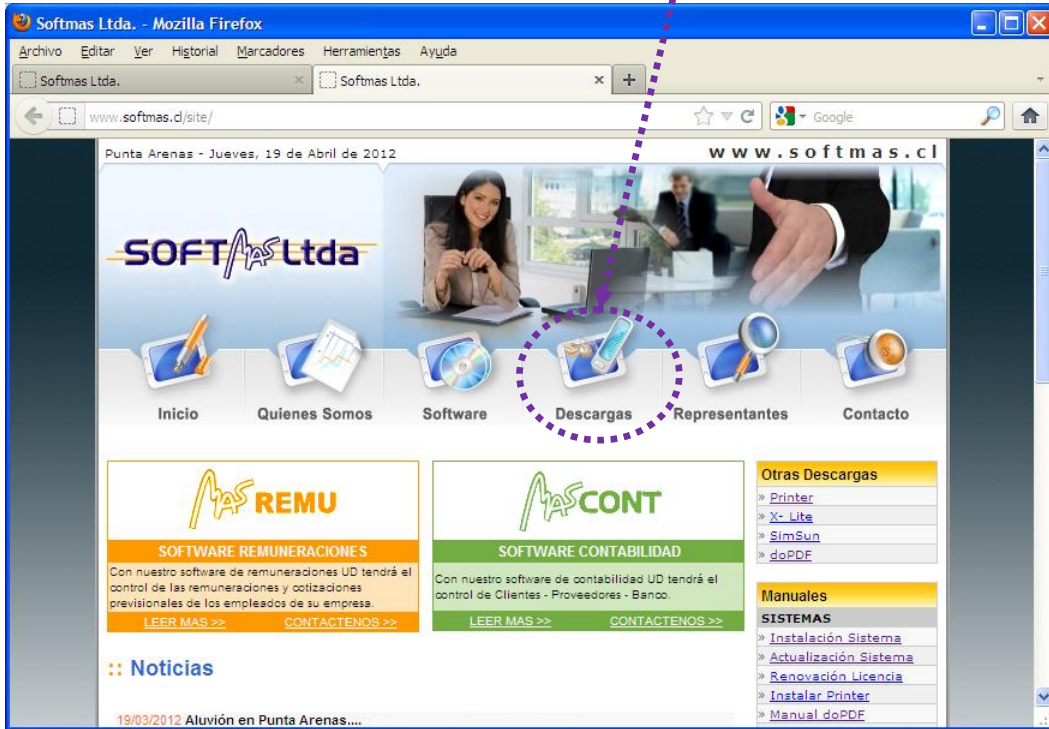 Softmas Ltda. - Mozilla Firefox
Archivo Editar Ver Historial Marcadores Herramientas Ayuda
Softmas Ltda. Softmas Ltda.
www.softmas.cl/site/ Google
Punta Arenas - Jueves, 19 de Abril de 2012 www.softmas.cl
SOFTMAS Ltda
Inicio Quienes Somos Software Descargas Representantes Contacto
MAS REMU
SOFTWARE REMUNERACIONES
Con nuestro software de remuneraciones UD tendrá el
control de las remuneraciones y cotizaciones
previsionales de los empleados de su empresa.
LEER MAS >> CONTACTENOS >>
MAS CONT
SOFTWARE CONTABILIDAD
Con nuestro software de contabilidad UD tendrá el
control de Clientes - Proveedores - Banco.
LEER MAS >> CONTACTENOS >>
Otras Descargas
» Printer
» X- Lite
» SimSun
» doPDF
Manuales
SISTEMAS
» Instalación Sistema
» Actualización Sistema
» Renovación Licencia
» Instalar Printer
» Manual doPDF
:: Noticias
19/03/2012 Aluvión en Punta Arenas....